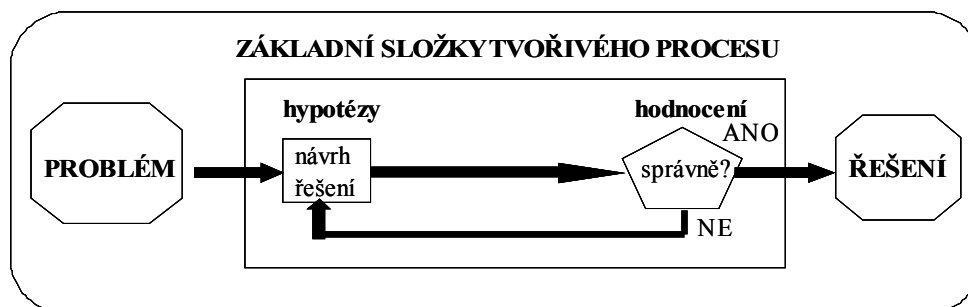 ZÁKLADNÍ SLOŽKY TVOŘIVÉHO PROCESU
hypotézy
hodnocení
ANO
PROBLÉM
návrh
řešení
správně?
ŘEŠENÍ
NE